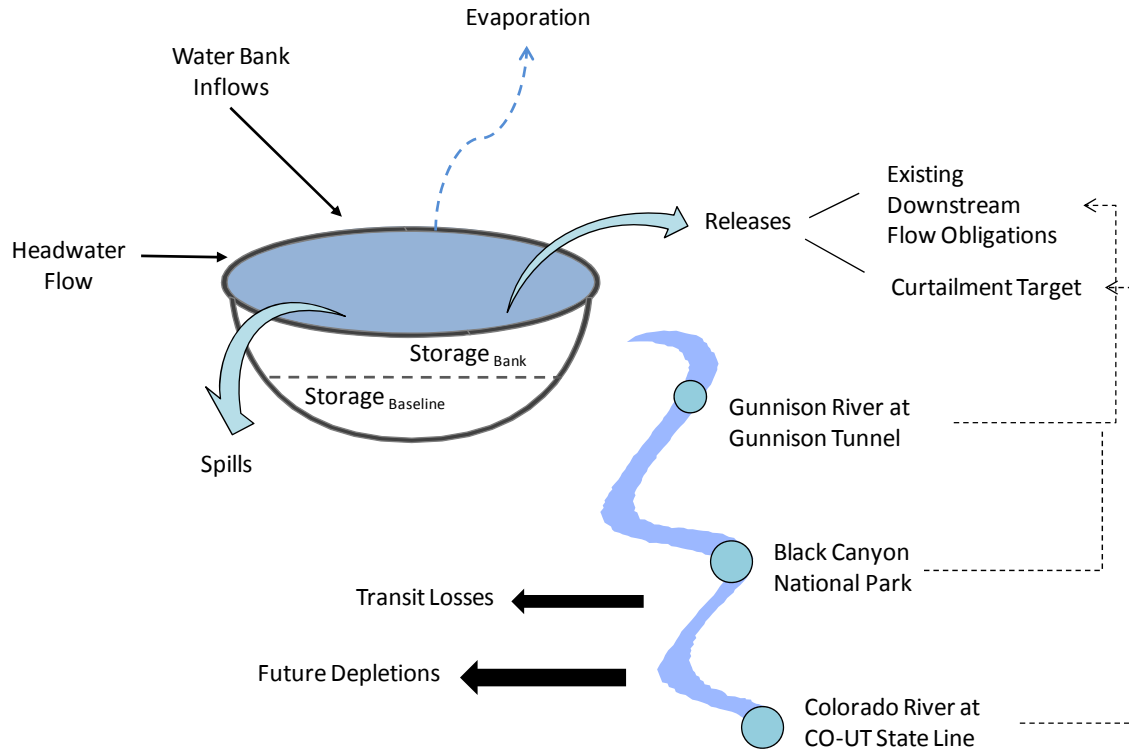 Evaporation
Water Bank
Inflows
Existing
Downstream
Flow Obligations
Releases
Headwater
Flow
Curtailment Target
Storage Bank
Storage Baseline
Gunnison River at
Gunnison Tunnel
Spills
Black Canyon
National Park
Transit Losses
Future Depletions
Colorado River at
CO-UT State Line